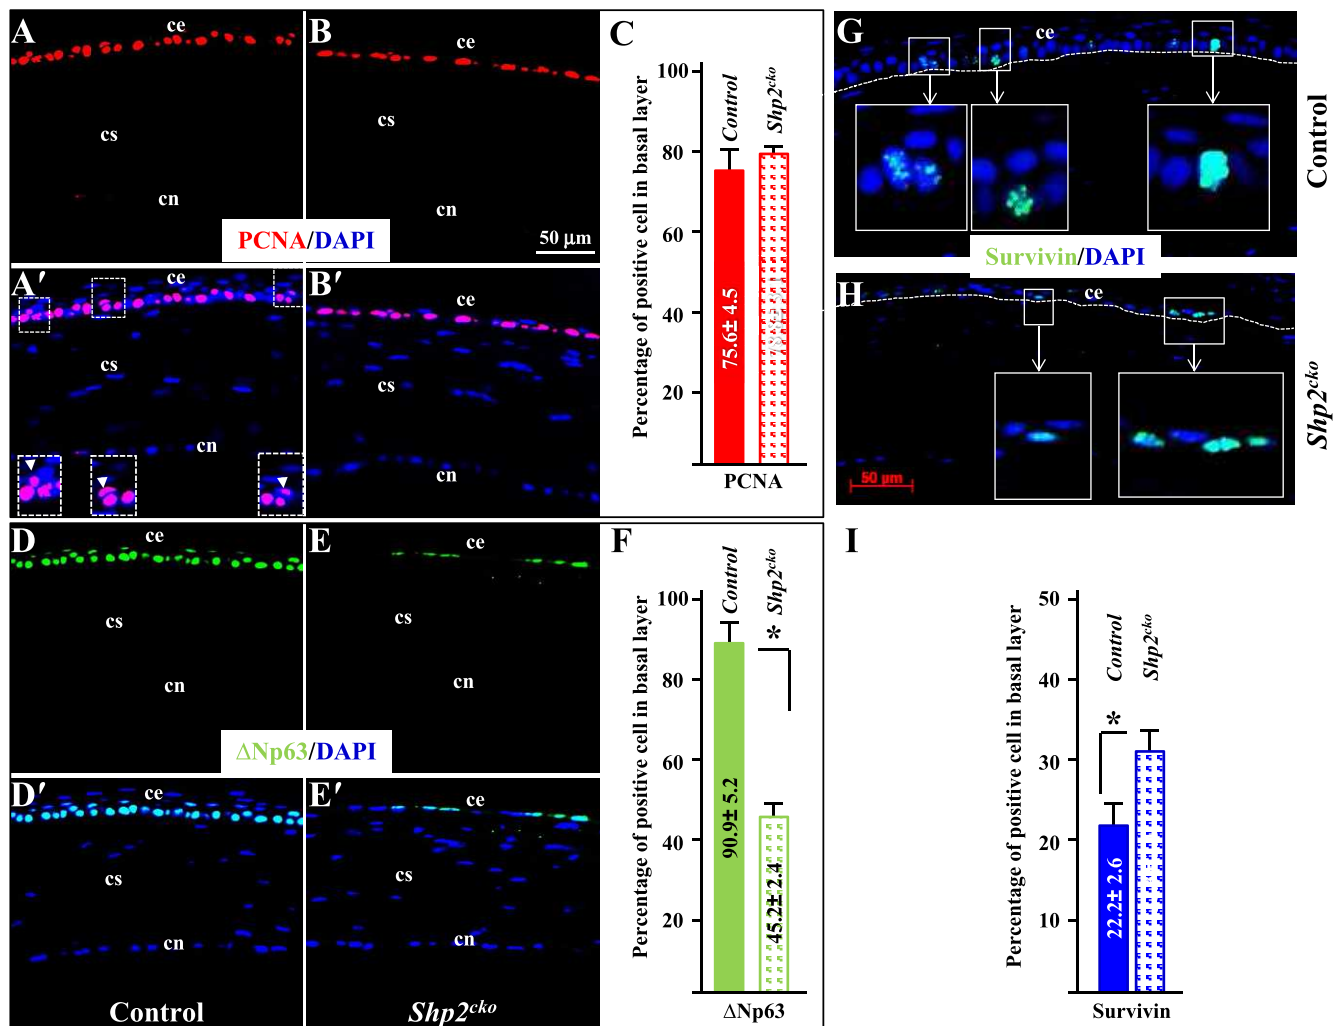 A
ce
cs
cn
B
ce
cs
cn
PCNA/DAPI
50 μm
A′
ce
cs
cn
B′
ce
cs
cn
C
Percentage of positive cell in basal layer
100
80
60
40
20
Control
Shp2cko
75.6± 4.5
PCNA
D
ce
cs
cn
E
ce
cs
cn
ΔNp63/DAPI
D′
ce
cs
cn
Control
E′
ce
cs
cn
Shp2cko
F
Percentage of positive cell in basal layer
100
80
60
40
20
Control
Shp2cko
*
90.9± 5.2
45.2± 2.4
ΔNp63
G
ce
Control
Survivin/DAPI
H
ce
Shp2cko
50 μm
I
Percentage of positive cell in basal layer
50
40
30
20
10
Control
Shp2cko
*
22.2± 2.6
Survivin